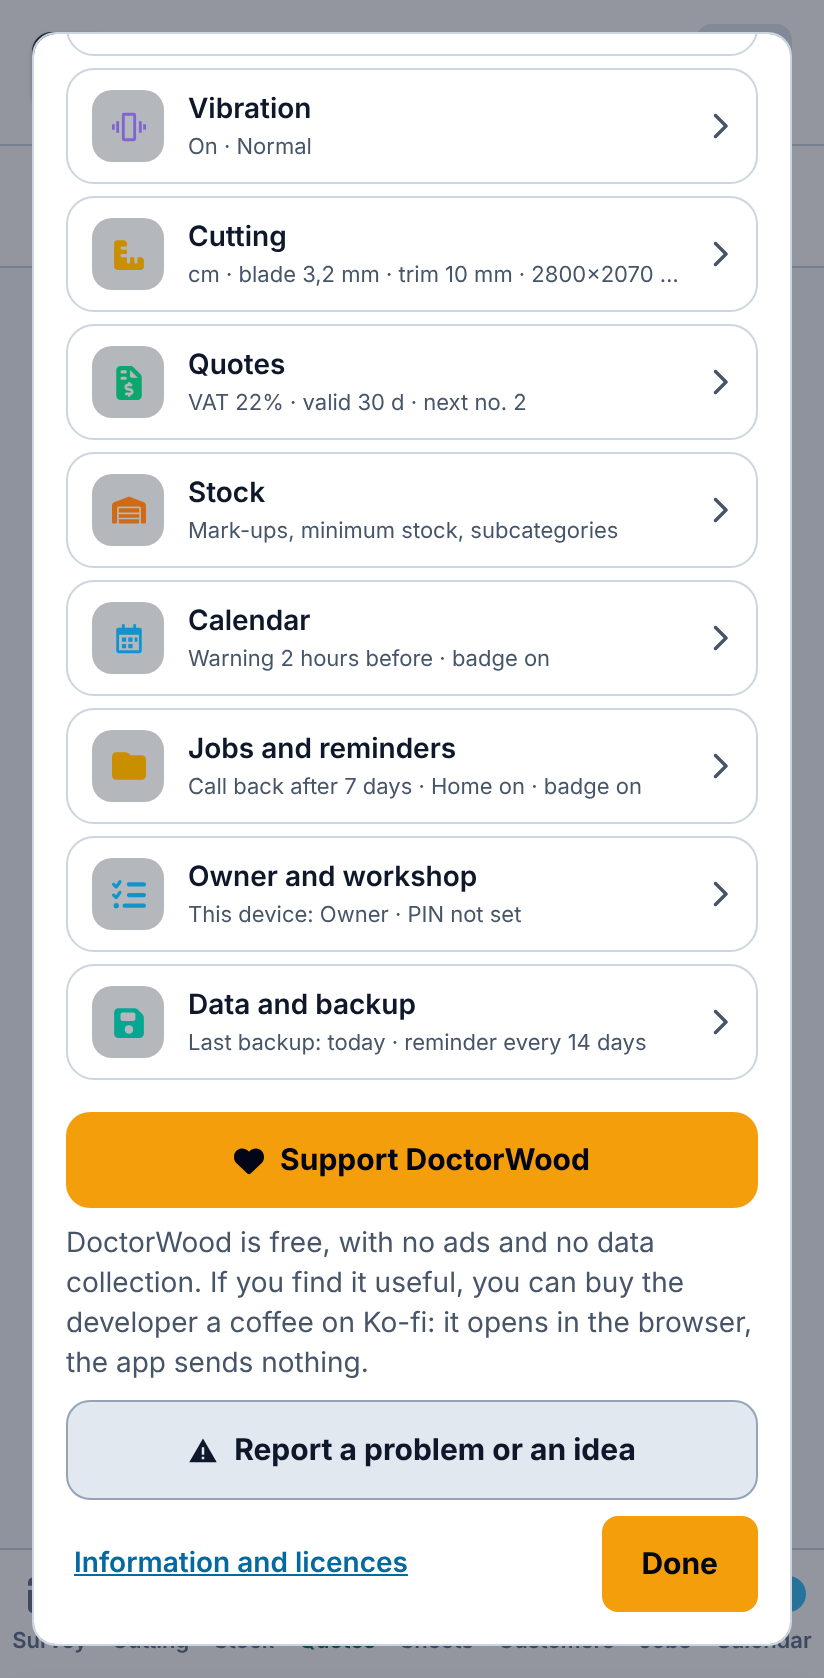 Vibration
On · Normal
Cutting
cm · blade 3,2 mm · trim 10 mm · 2800×2070 ...
Quotes
VAT 22% · valid 30 d · next no. 2
Stock
Mark-ups, minimum stock, subcategories
Calendar
Warning 2 hours before · badge on
Jobs and reminders
Call back after 7 days · Home on · badge on
Owner and workshop
This device: Owner · PIN not set
Data and backup
Last backup: today · reminder every 14 days
Support DoctorWood
DoctorWood is free, with no ads and no data
collection. If you find it useful, you can buy the
developer a coffee on Ko-fi: it opens in the browser,
the app sends nothing.
Report a problem or an idea
Information and licences
Done